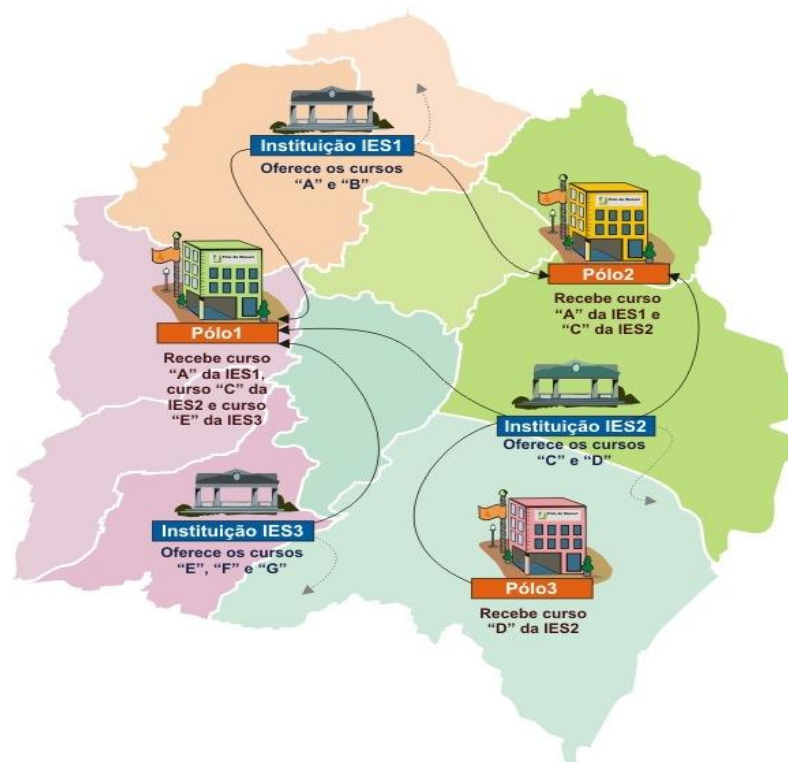 Instituição IES1
Oferece os cursos
“A” e “B”
Pólo2
Recebe curso
“A” da IES1 e
“C” da IES2
Pólo1
Recebe curso
“A” da IES1,
curso “C” da
IES2 e curso
“E” da IES3
Instituição IES2
Oferece os cursos
“C” e “D”
Instituição IES3
Oferece os cursos
“E”, “F” e “G”
Pólo3
Recebe curso
“D” da IES2